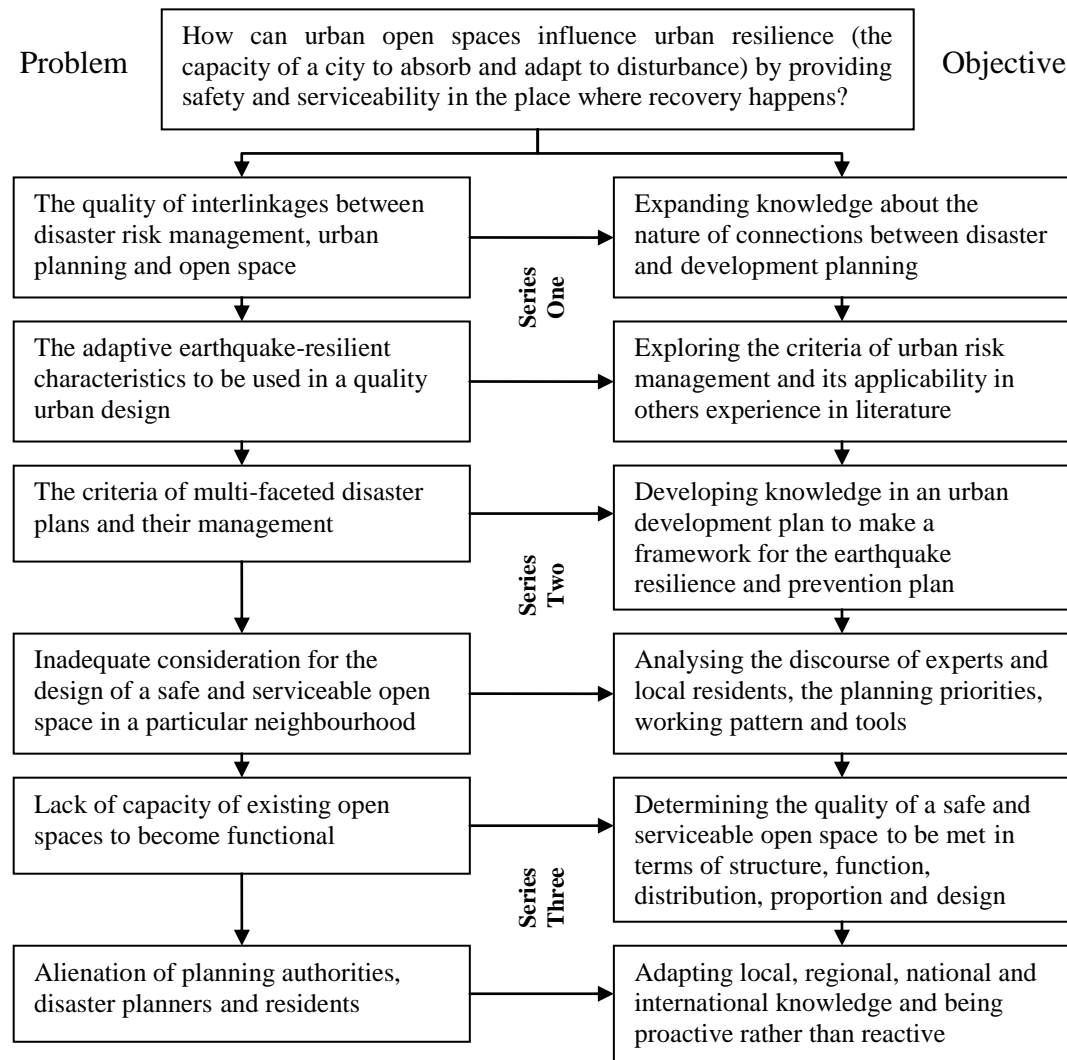 Problem
How can urban open spaces influence urban resilience (the
capacity of a city to absorb and adapt to disturbance) by providing
safety and serviceability in the place where recovery happens?
Objective
The quality of interlinkages between
disaster risk management, urban
planning and open space
Expanding knowledge about the
nature of connections between disaster
and development planning
Series
One
The adaptive earthquake-resilient
characteristics to be used in a quality
urban design
Exploring the criteria of urban risk
management and its applicability in
others experience in literature
The criteria of multi-faceted disaster
plans and their management
Developing knowledge in an urban
development plan to make a
framework for the earthquake
resilience and prevention plan
Series
Two
Inadequate consideration for the
design of a safe and serviceable open
space in a particular neighbourhood
Analysing the discourse of experts and
local residents, the planning priorities,
working pattern and tools
Lack of capacity of existing open
spaces to become functional
Determining the quality of a safe and
serviceable open space to be met in
terms of structure, function,
distribution, proportion and design
Series
Three
Alienation of planning authorities,
disaster planners and residents
Adapting local, regional, national and
international knowledge and being
proactive rather than reactive